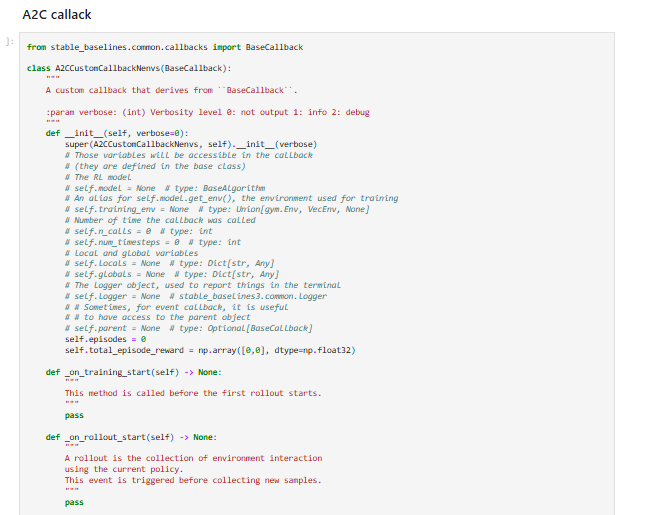 A2C callack
]:
from stable_baselines.common.callbacks import BaseCallback
class A2CCustomCallbackNenvs(BaseCallback):
"""
A custom callback that derives from ``BaseCallback``.
:param verbose: (int) Verbosity level 0: not output 1: info 2: debug
"""
def __init__(self, verbose=0):
super(A2CCustomCallbackNenvs, self).__init__(verbose)
# Those variables will be accessible in the callback
# (they are defined in the base class)
# The RL model
# self.model = None  # type: BaseAlgorithm
# An alias for self.model.get_env(), the environment used for training
# self.training_env = None  # type: Union[gym.Env, VecEnv, None]
# Number of time the callback was called
# self.n_calls = 0  # type: int
# self.num_timesteps = 0  # type: int
# local and global variables
# self.locals = None  # type: Dict[str, Any]
# self.globals = None  # type: Dict[str, Any]
# The logger object, used to report things in the terminal
# self.logger = None  # stable_baselines3.common.logger
# # Sometimes, for event callback, it is useful
# # to have access to the parent object
# self.parent = None  # type: Optional[BaseCallback]
self.episodes = 0
self.total_episode_reward = np.array([0,0], dtype=np.float32)
def _on_training_start(self) -> None:
"""
This method is called before the first rollout starts.
"""
pass
def _on_rollout_start(self) -> None:
"""
A rollout is the collection of environment interaction
using the current policy.
This event is triggered before collecting new samples.
"""
pass